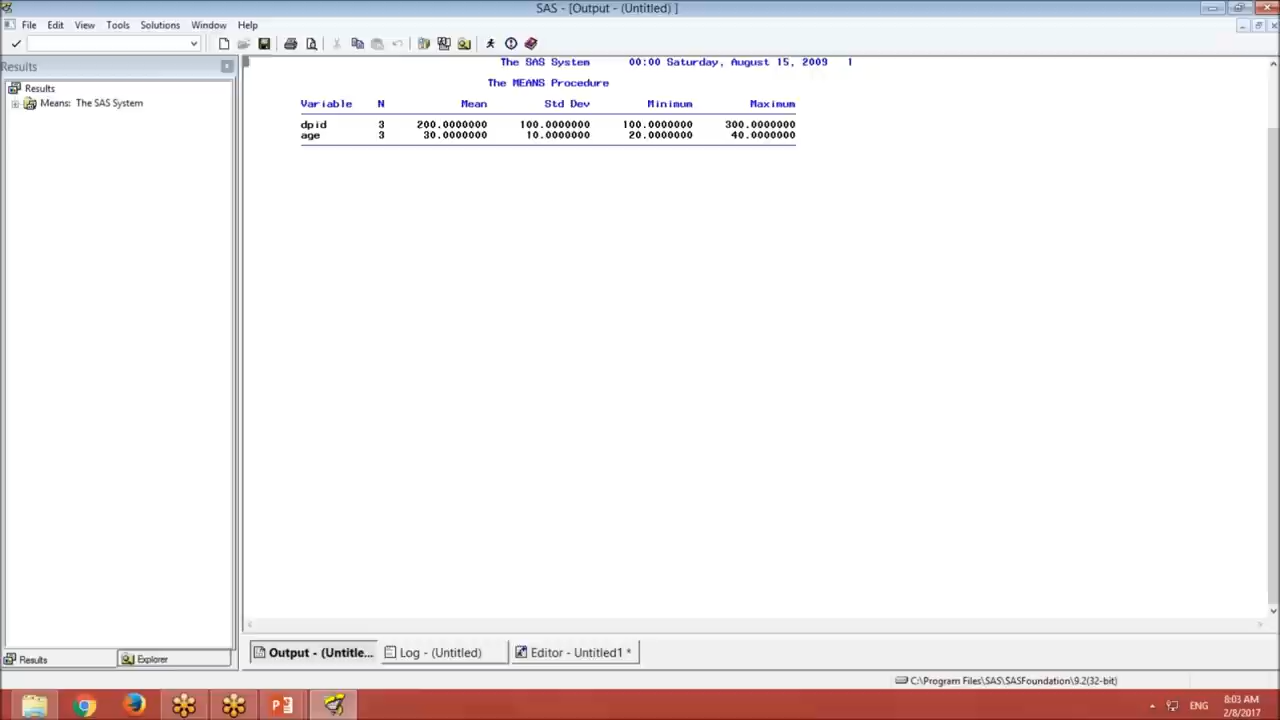 SAS - [Output - (Untitled) ]
File Edit View Tools Solutions Window Help
Results
Results
Means: The SAS System
The SAS System 00:00 Saturday, August 15, 2009 1
The MEANS Procedure
Variable N Mean Std Dev Minimum Maximum
dpid 3 200.0000000 100.0000000 100.0000000 300.0000000
age 3 30.0000000 10.0000000 20.0000000 40.0000000
Results Explorer
Output - (Untitle... Log - (Untitled) Editor - Untitled1 *
C:\Program Files\SAS\SASFoundation\9.2(32-bit)
ENG 8:03 AM
2/8/2017